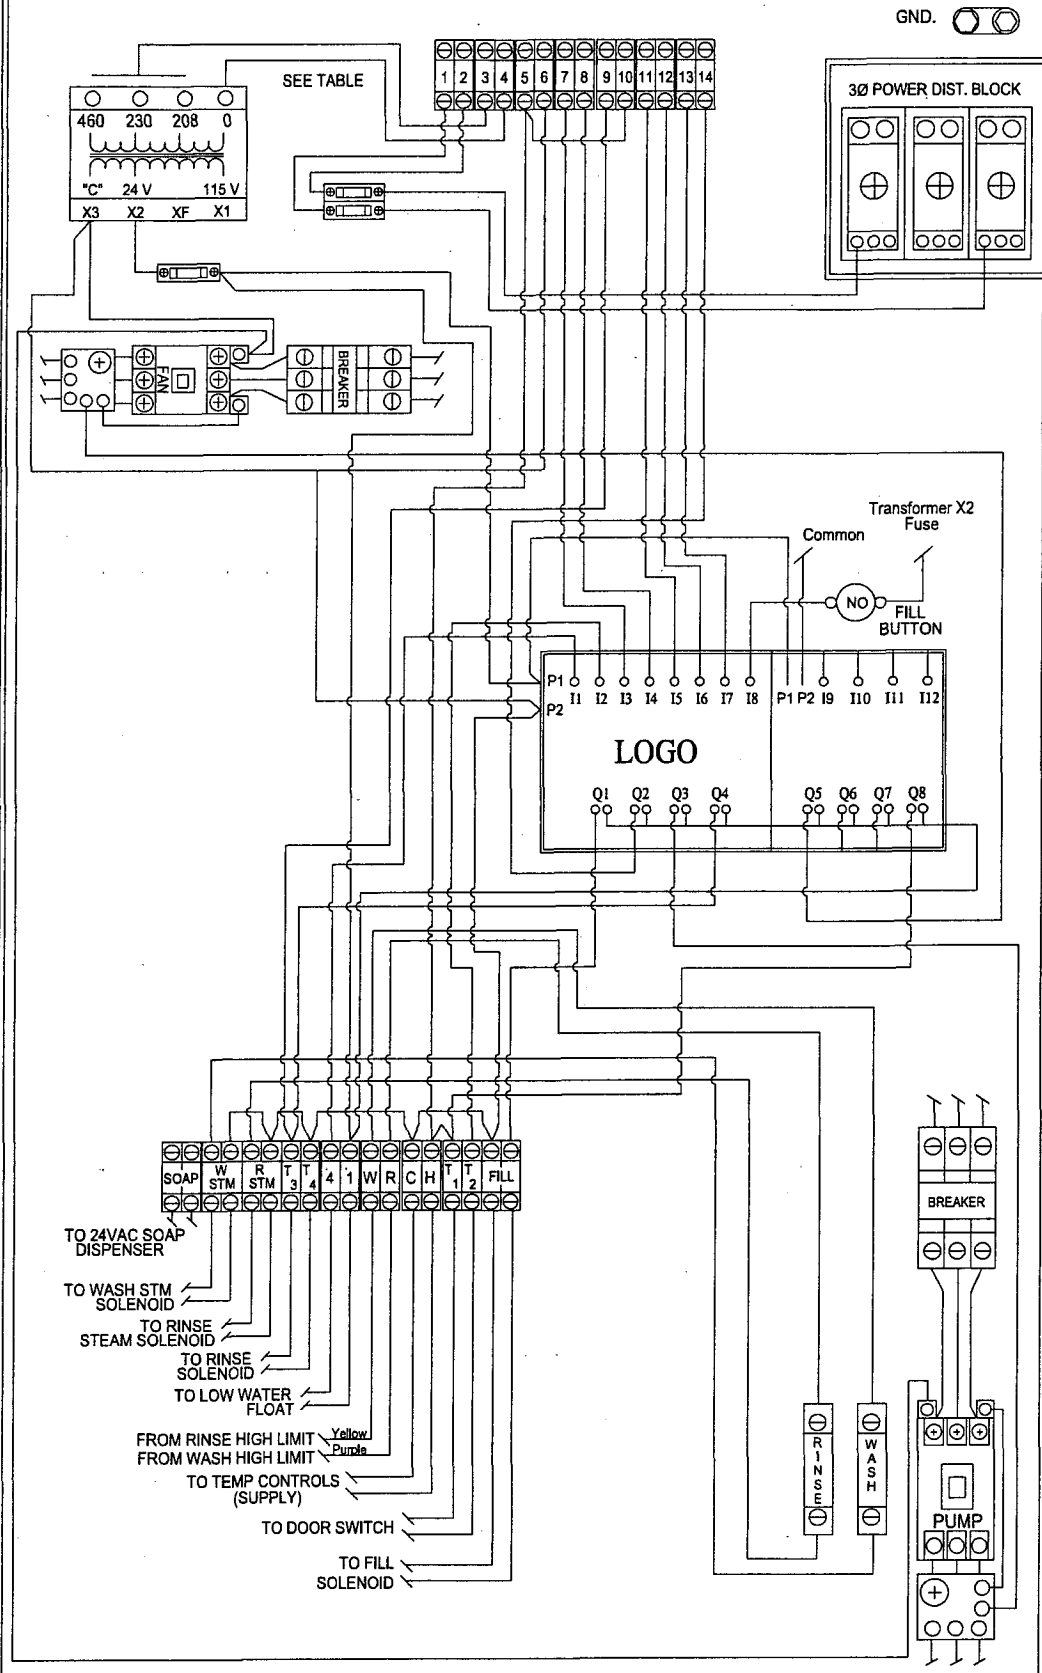 GND.
SEE TABLE
1 2 3 4 5 6 7 8 9 10 11 12 13 14
3Ø POWER DIST. BLOCK
460 230 208 0
"C" 24 V 115 V
X3 X2 XF X1
FAN
BREAKER
Transformer X2
Fuse
Common
NO
FILL
BUTTON
P1 I1 I2 I3 I4 I5 I6 I7 I8 P1 P2 I9 I10 I11 I12
P2
LOGO
Q1 Q2 Q3 Q4 Q5 Q6 Q7 Q8
SOAP W STM R STM T3 T4 4 1 W R C H T1 T2 FILL
BREAKER
TO 24VAC SOAP
DISPENSER
TO WASH STM
SOLENOID
TO RINSE
STEAM SOLENOID
TO RINSE
SOLENOID
TO LOW WATER
FLOAT
FROM RINSE HIGH LIMIT Yellow
FROM WASH HIGH LIMIT Purple
TO TEMP CONTROLS
(SUPPLY)
TO DOOR SWITCH
TO FILL
SOLENOID
RINSE
WASH
PUMP